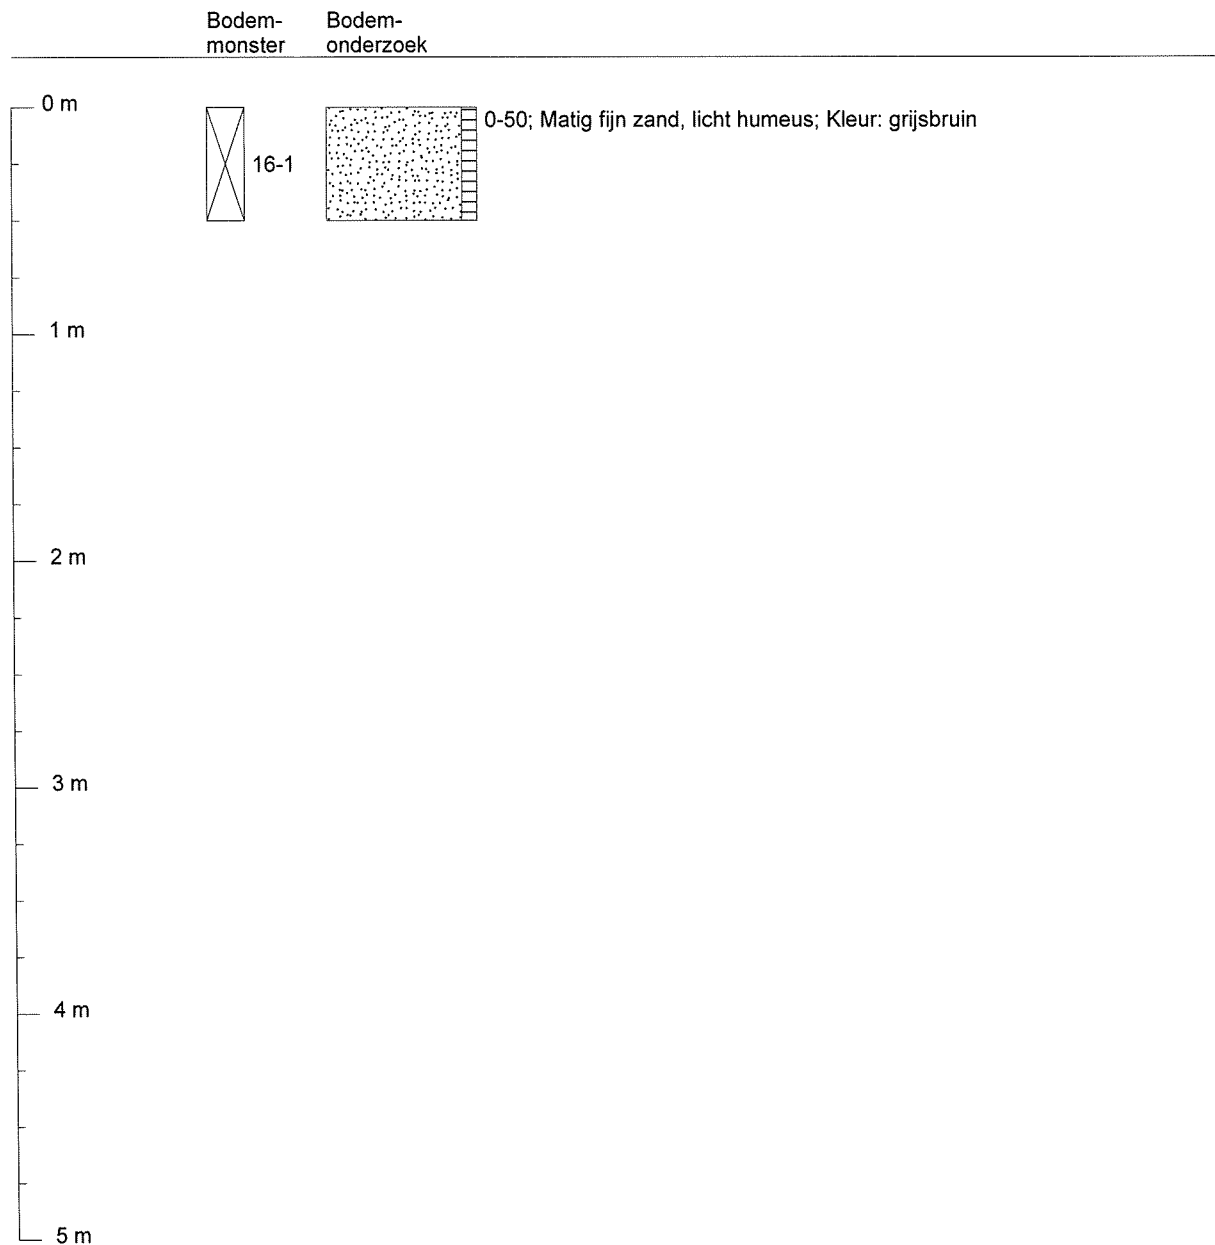 Bodem-
monster
Bodem-
onderzoek
0 m
0-50; Matig fijn zand, licht humeus; Kleur: grijsbruin
16-1
1 m
2 m
3 m
4 m
5 m